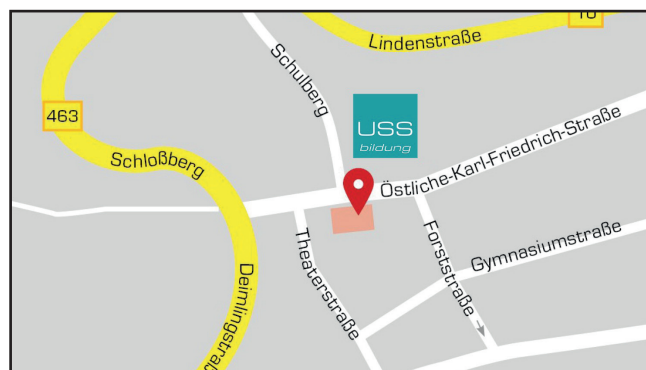 10
Lindenstraße
Schulberg
463
USS
bildung
Schloßberg
Östliche-Karl-Friedrich-Straße
Theaterstraße
Forststraße
Gymnasiumstraße